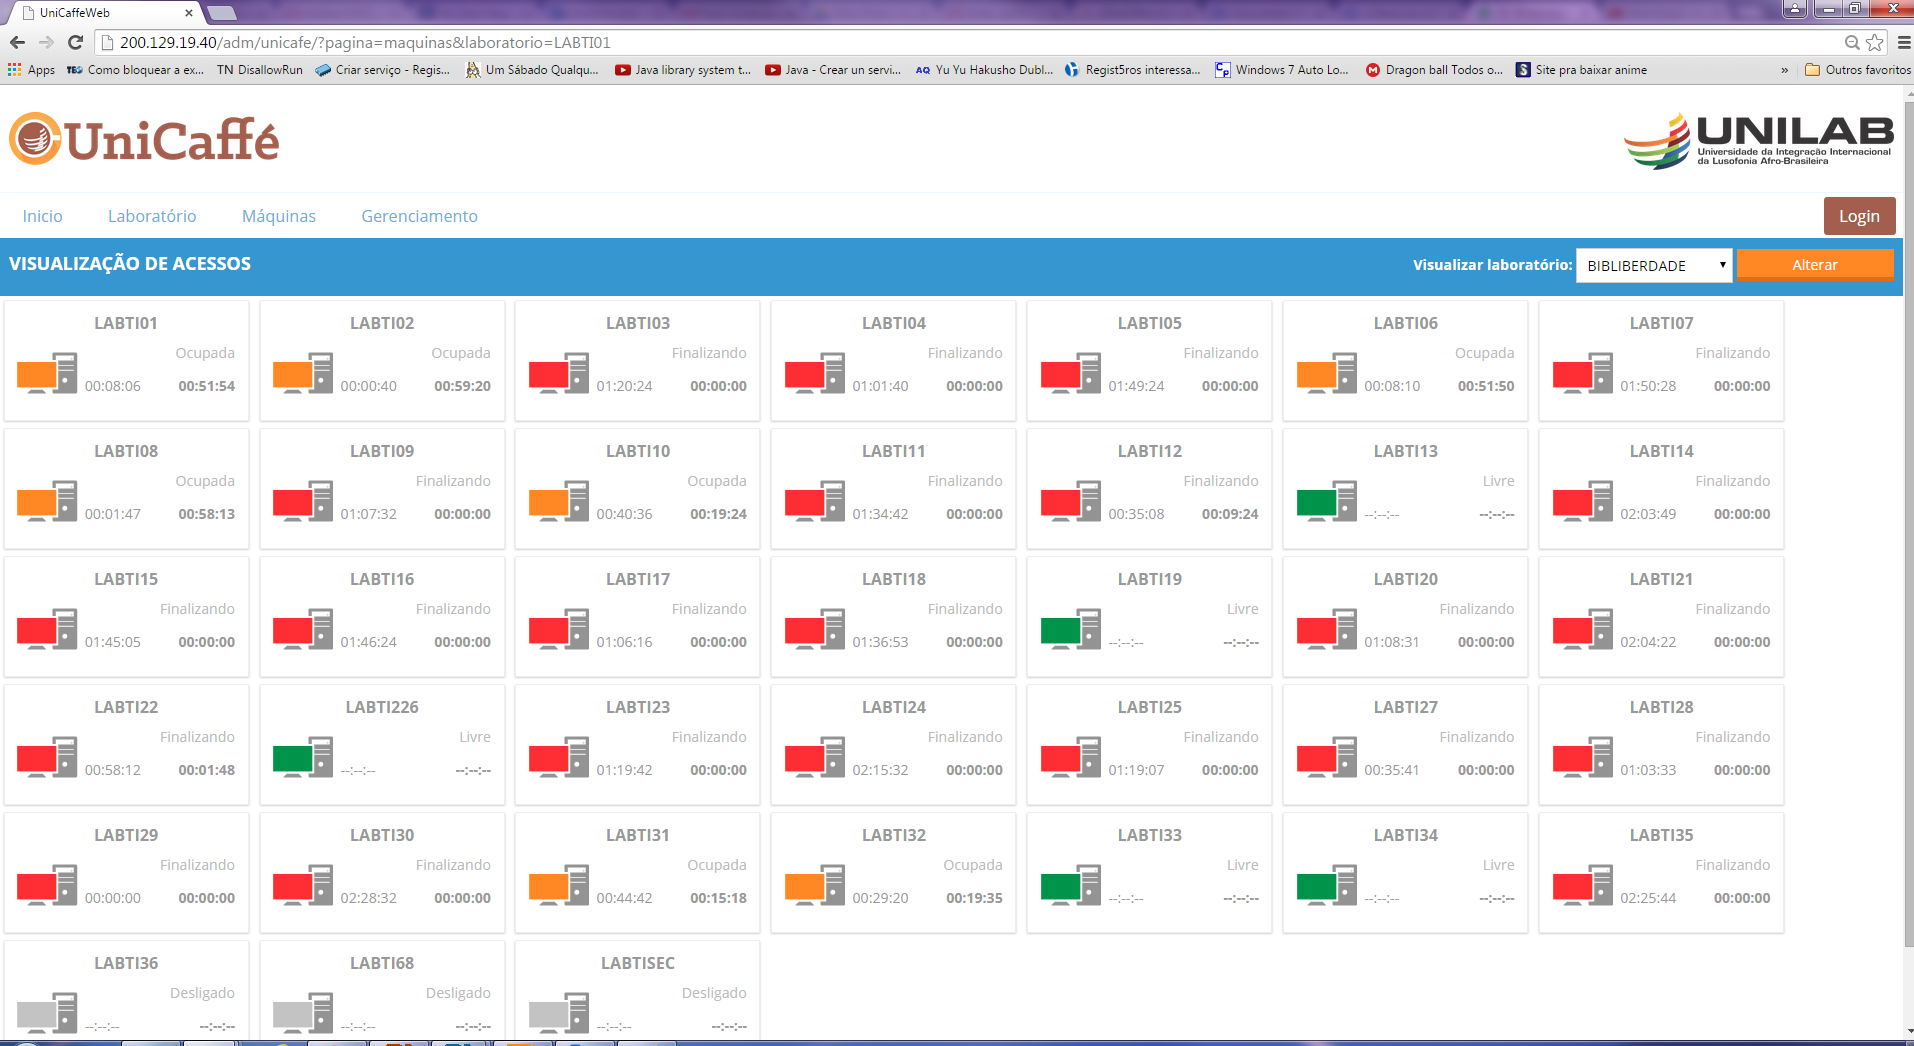 UniCaffeWeb
200.129.19.40/adm/unicafe/?pagina=maquinas&laboratorio=LABTI01
Apps TEO Como bloquear a ex... TN DisallowRun Criar serviço - Regis... Um Sábado Qualqu... Java library system t... Java - Crear un servi... AQ Yu Yu Hakusho Dubl... Regist5ros interessa... Cp Windows 7 Auto Lo... M Dragon ball Todos o... S Site pra baixar anime » Outros favoritos
UniCaffé
UNILAB
Universidade da Integração Internacional
da Lusofonia Afro-Brasileira
Inicio Laboratório Máquinas Gerenciamento Login
VISUALIZAÇÃO DE ACESSOS Visualizar laboratório: BIBLIBERDADE Alterar
LABTI01 LABTI02 LABTI03 LABTI04 LABTI05 LABTI06 LABTI07
Ocupada Ocupada Finalizando Finalizando Finalizando Ocupada Finalizando
00:08:06 00:51:54 00:00:40 00:59:20 01:20:24 00:00:00 01:01:40 00:00:00 01:49:24 00:00:00 00:08:10 00:51:50 01:50:28 00:00:00
LABTI08 LABTI09 LABTI10 LABTI11 LABTI12 LABTI13 LABTI14
Ocupada Finalizando Ocupada Finalizando Finalizando Livre Finalizando
00:01:47 00:58:13 01:07:32 00:00:00 00:40:36 00:19:24 01:34:42 00:00:00 00:35:08 00:09:24 --:--:-- --:--:-- 02:03:49 00:00:00
LABTI15 LABTI16 LABTI17 LABTI18 LABTI19 LABTI20 LABTI21
Finalizando Finalizando Finalizando Finalizando Livre Finalizando Finalizando
01:45:05 00:00:00 01:46:24 00:00:00 01:06:16 00:00:00 01:36:53 00:00:00 --:--:-- --:--:-- 01:08:31 00:00:00 02:04:22 00:00:00
LABTI22 LABTI226 LABTI23 LABTI24 LABTI25 LABTI27 LABTI28
Finalizando Livre Finalizando Finalizando Finalizando Finalizando Finalizando
00:58:12 00:01:48 --:--:-- --:--:-- 01:19:42 00:00:00 02:15:32 00:00:00 01:19:07 00:00:00 00:35:41 00:00:00 01:03:33 00:00:00
LABTI29 LABTI30 LABTI31 LABTI32 LABTI33 LABTI34 LABTI35
Finalizando Finalizando Ocupada Ocupada Livre Livre Finalizando
00:00:00 00:00:00 02:28:32 00:00:00 00:44:42 00:15:18 00:29:20 00:19:35 --:--:-- --:--:-- --:--:-- --:--:-- 02:25:44 00:00:00
LABTI36 LABTI68 LABTISEC
Desligado Desligado Desligado
--:--:-- --:--:-- --:--:-- --:--:-- --:--:-- --:--:--